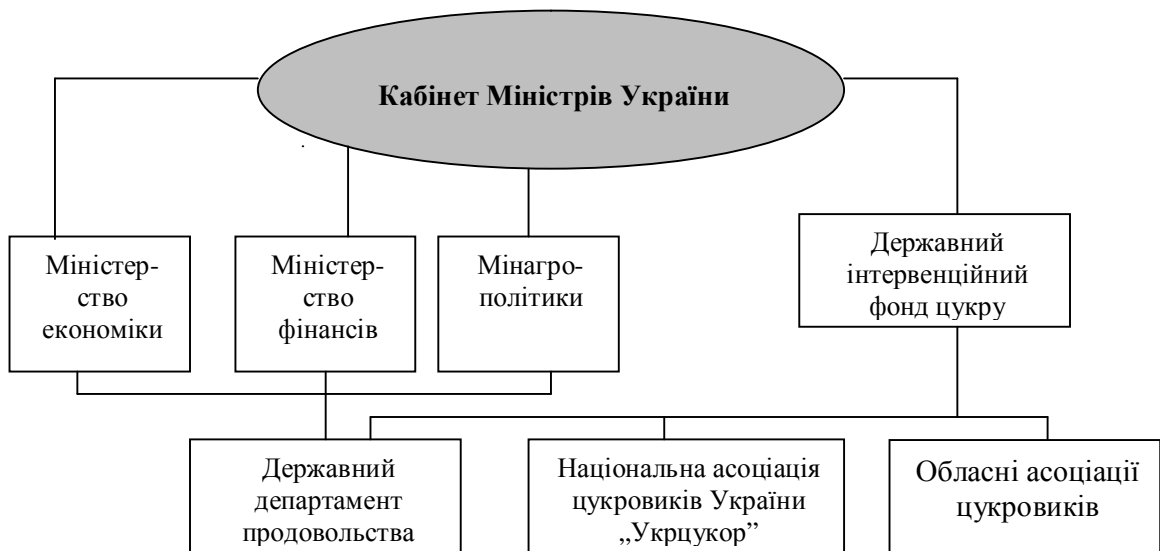 Кабінет Міністрів України
Міністер-
ство
економіки
Міністер-
ство
фінансів
Мінагро-
політики
Державний
інтервенційний
фонд цукру
Державний
департамент
продовольства
Національна асоціація
цукровиків України
„Укрцукор”
Обласні асоціації
цукровиків